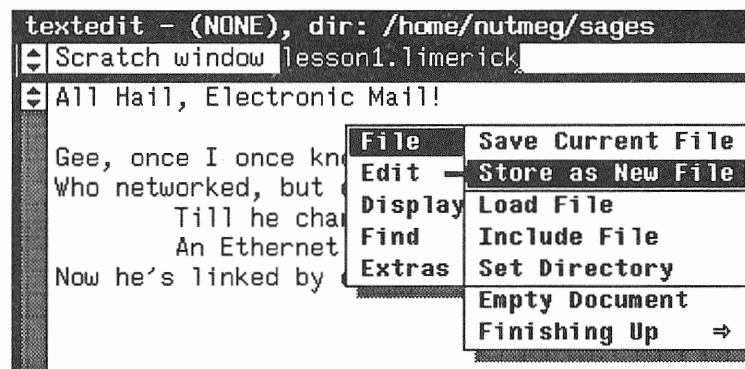 textedit - (NONE), dir: /home/nutmeg/sages
Scratch window lesson1.limerick
All Hail, Electronic Mail!
Gee, once I once
Who networked, but
Till he
An Ethernet
Now he's linked by
File
Edit
Display
Find
Extras
Save Current File
Store as New File
Load File
Include File
Set Directory
Empty Document
Finishing Up ⇒